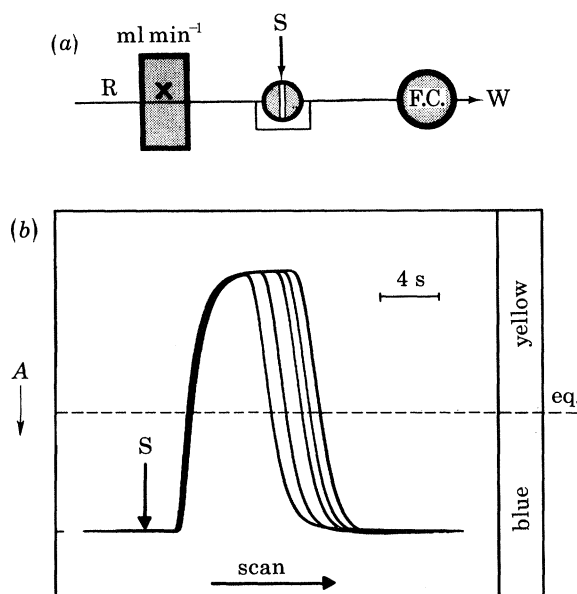 (a)
ml min⁻¹
S
R
X
F.C.
W
(b)
4 s
yellow
A
eq.
S
blue
scan